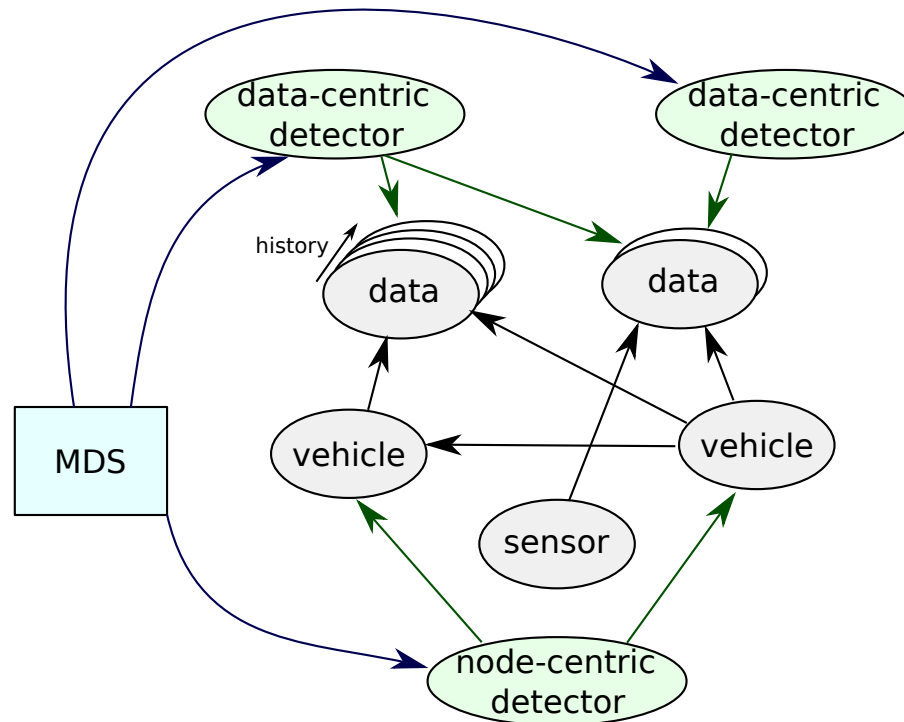 data-centric
detector
data-centric
detector
history
data
data
MDS
vehicle
vehicle
sensor
node-centric
detector